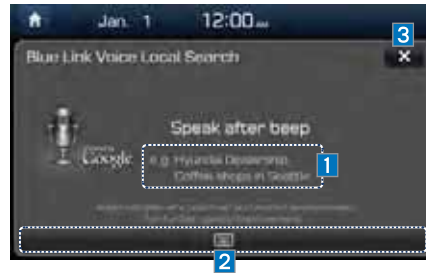 Jan. 1 12:00 AM
3
Blue Link Voice Local Search
Speak after beep
Google
e.g. Hyundai Dealership,
Coffee shops in Seattle
1
2